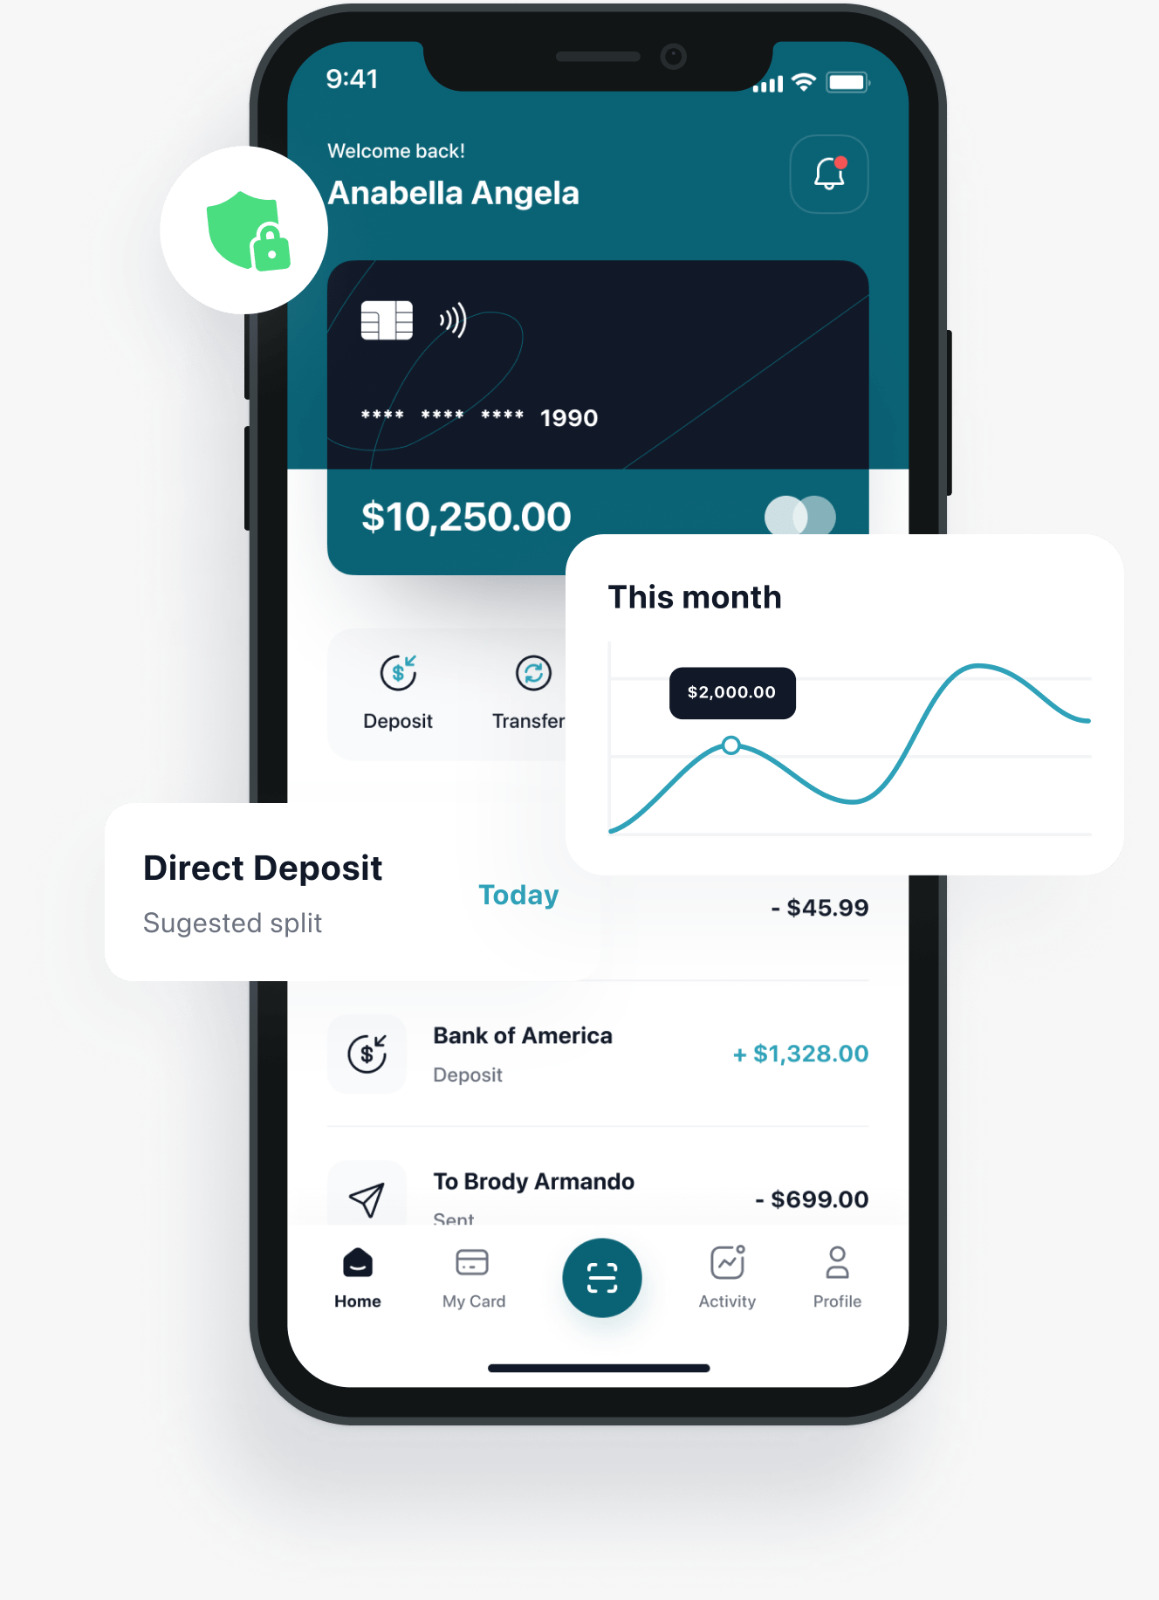 9:41
Welcome back!
Anabella Angela
**** **** **** 1990
$10,250.00
This month
$2,000.00
Deposit
Transfer
Direct Deposit
Sugested split
Today
- $45.99
Bank of America
Deposit
+ $1,328.00
To Brody Armando
Sent
- $699.00
Home
My Card
Activity
Profile